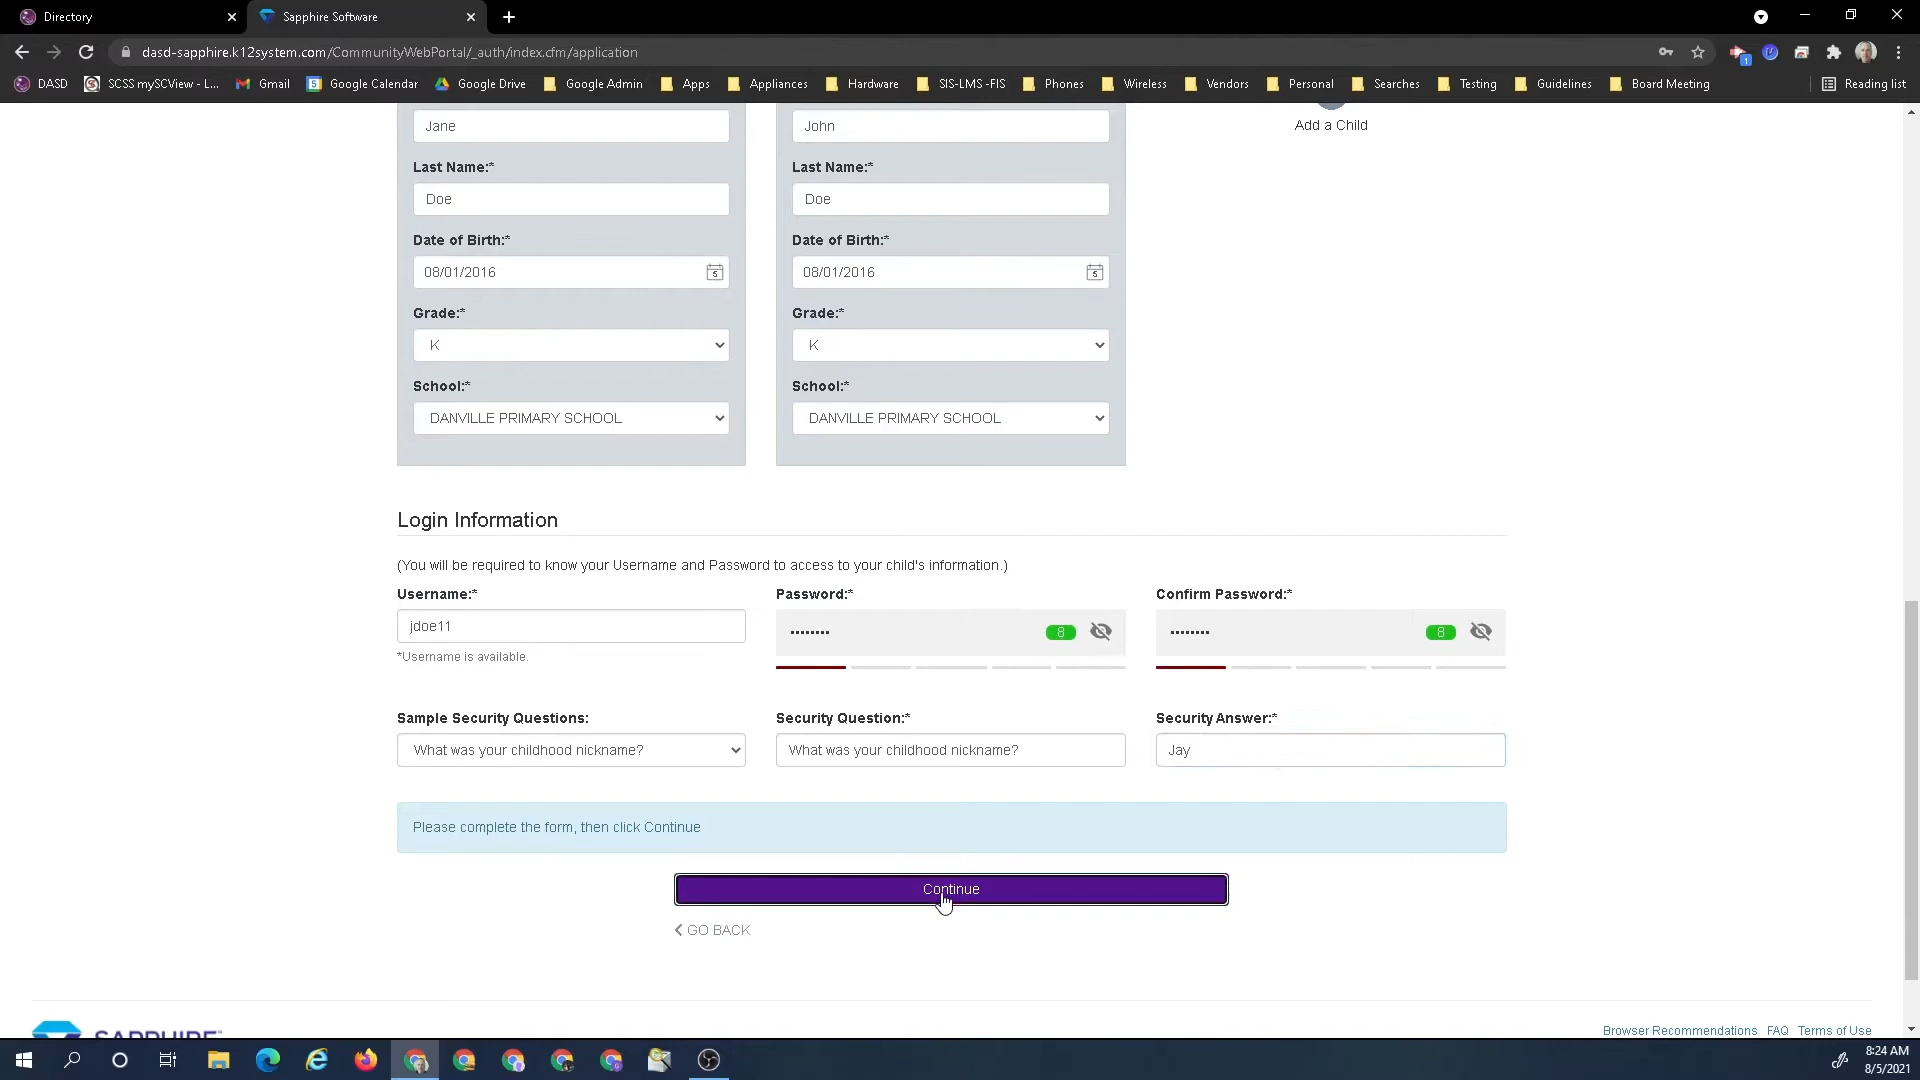 Directory
Sapphire Software
dasd-sapphire.k12system.com/CommunityWebPortal/_auth/index.cfm/application
1
DASD
SCSS mySCView - L...
Gmail
Google Calendar
Google Drive
Google Admin
Apps
Appliances
Hardware
SIS-LMS -FIS
Phones
Wireless
Vendors
Personal
Searches
Testing
Guidelines
Board Meeting
Reading list
Jane
John
Add a Child
Last Name:*
Last Name:*
Doe
Doe
Date of Birth:*
Date of Birth:*
08/01/2016
08/01/2016
Grade:*
Grade:*
K
K
School:*
School:*
DANVILLE PRIMARY SCHOOL
DANVILLE PRIMARY SCHOOL
Login Information
(You will be required to know your Username and Password to access to your child's information.)
Username:*
Password:*
Confirm Password:*
jdoe11
•••••••• 8
•••••••• 8
*Username is available.
Sample Security Questions:
Security Question:*
Security Answer:*
What was your childhood nickname?
What was your childhood nickname?
Jay
Please complete the form, then click Continue
Continue
GO BACK
SAPPHIRE
Browser Recommendations FAQ Terms of Use
8:24 AM
8/5/2021